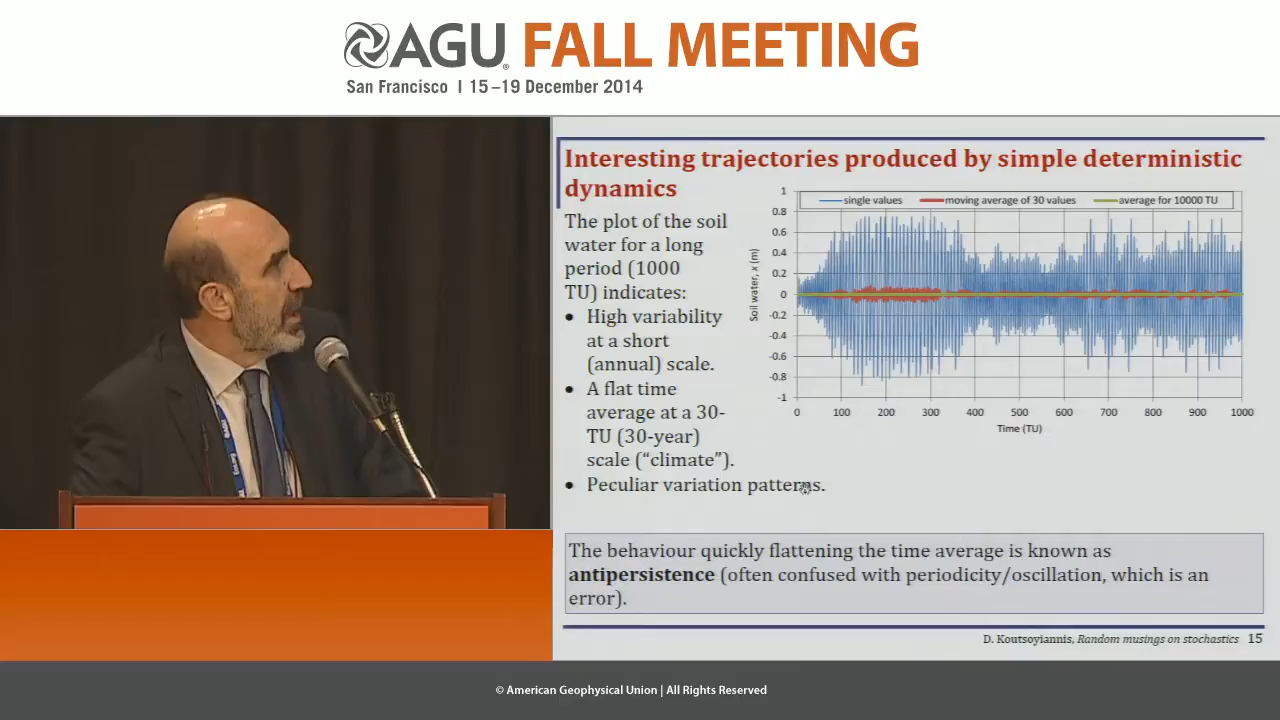 AGU FALL MEETING
San Francisco | 15–19 December 2014
Interesting trajectories produced by simple deterministic
dynamics
The plot of the soil
water for a long
period (1000
TU) indicates:
• High variability
at a short
(annual) scale.
• A flat time
average at a 30-
TU (30-year)
scale (“climate”).
• Peculiar variation patterns.
single values moving average of 30 values average for 10000 TU
Soil water, x (m)
1
0.8
0.6
0.4
0.2
0
-0.2
-0.4
-0.6
-0.8
-1
0 100 200 300 400 500 600 700 800 900 1000
Time (TU)
The behaviour quickly flattening the time average is known as
antipersistence (often confused with periodicity/oscillation, which is an
error).
D. Koutsoyiannis, Random musings on stochastics 15
© American Geophysical Union | All Rights Reserved